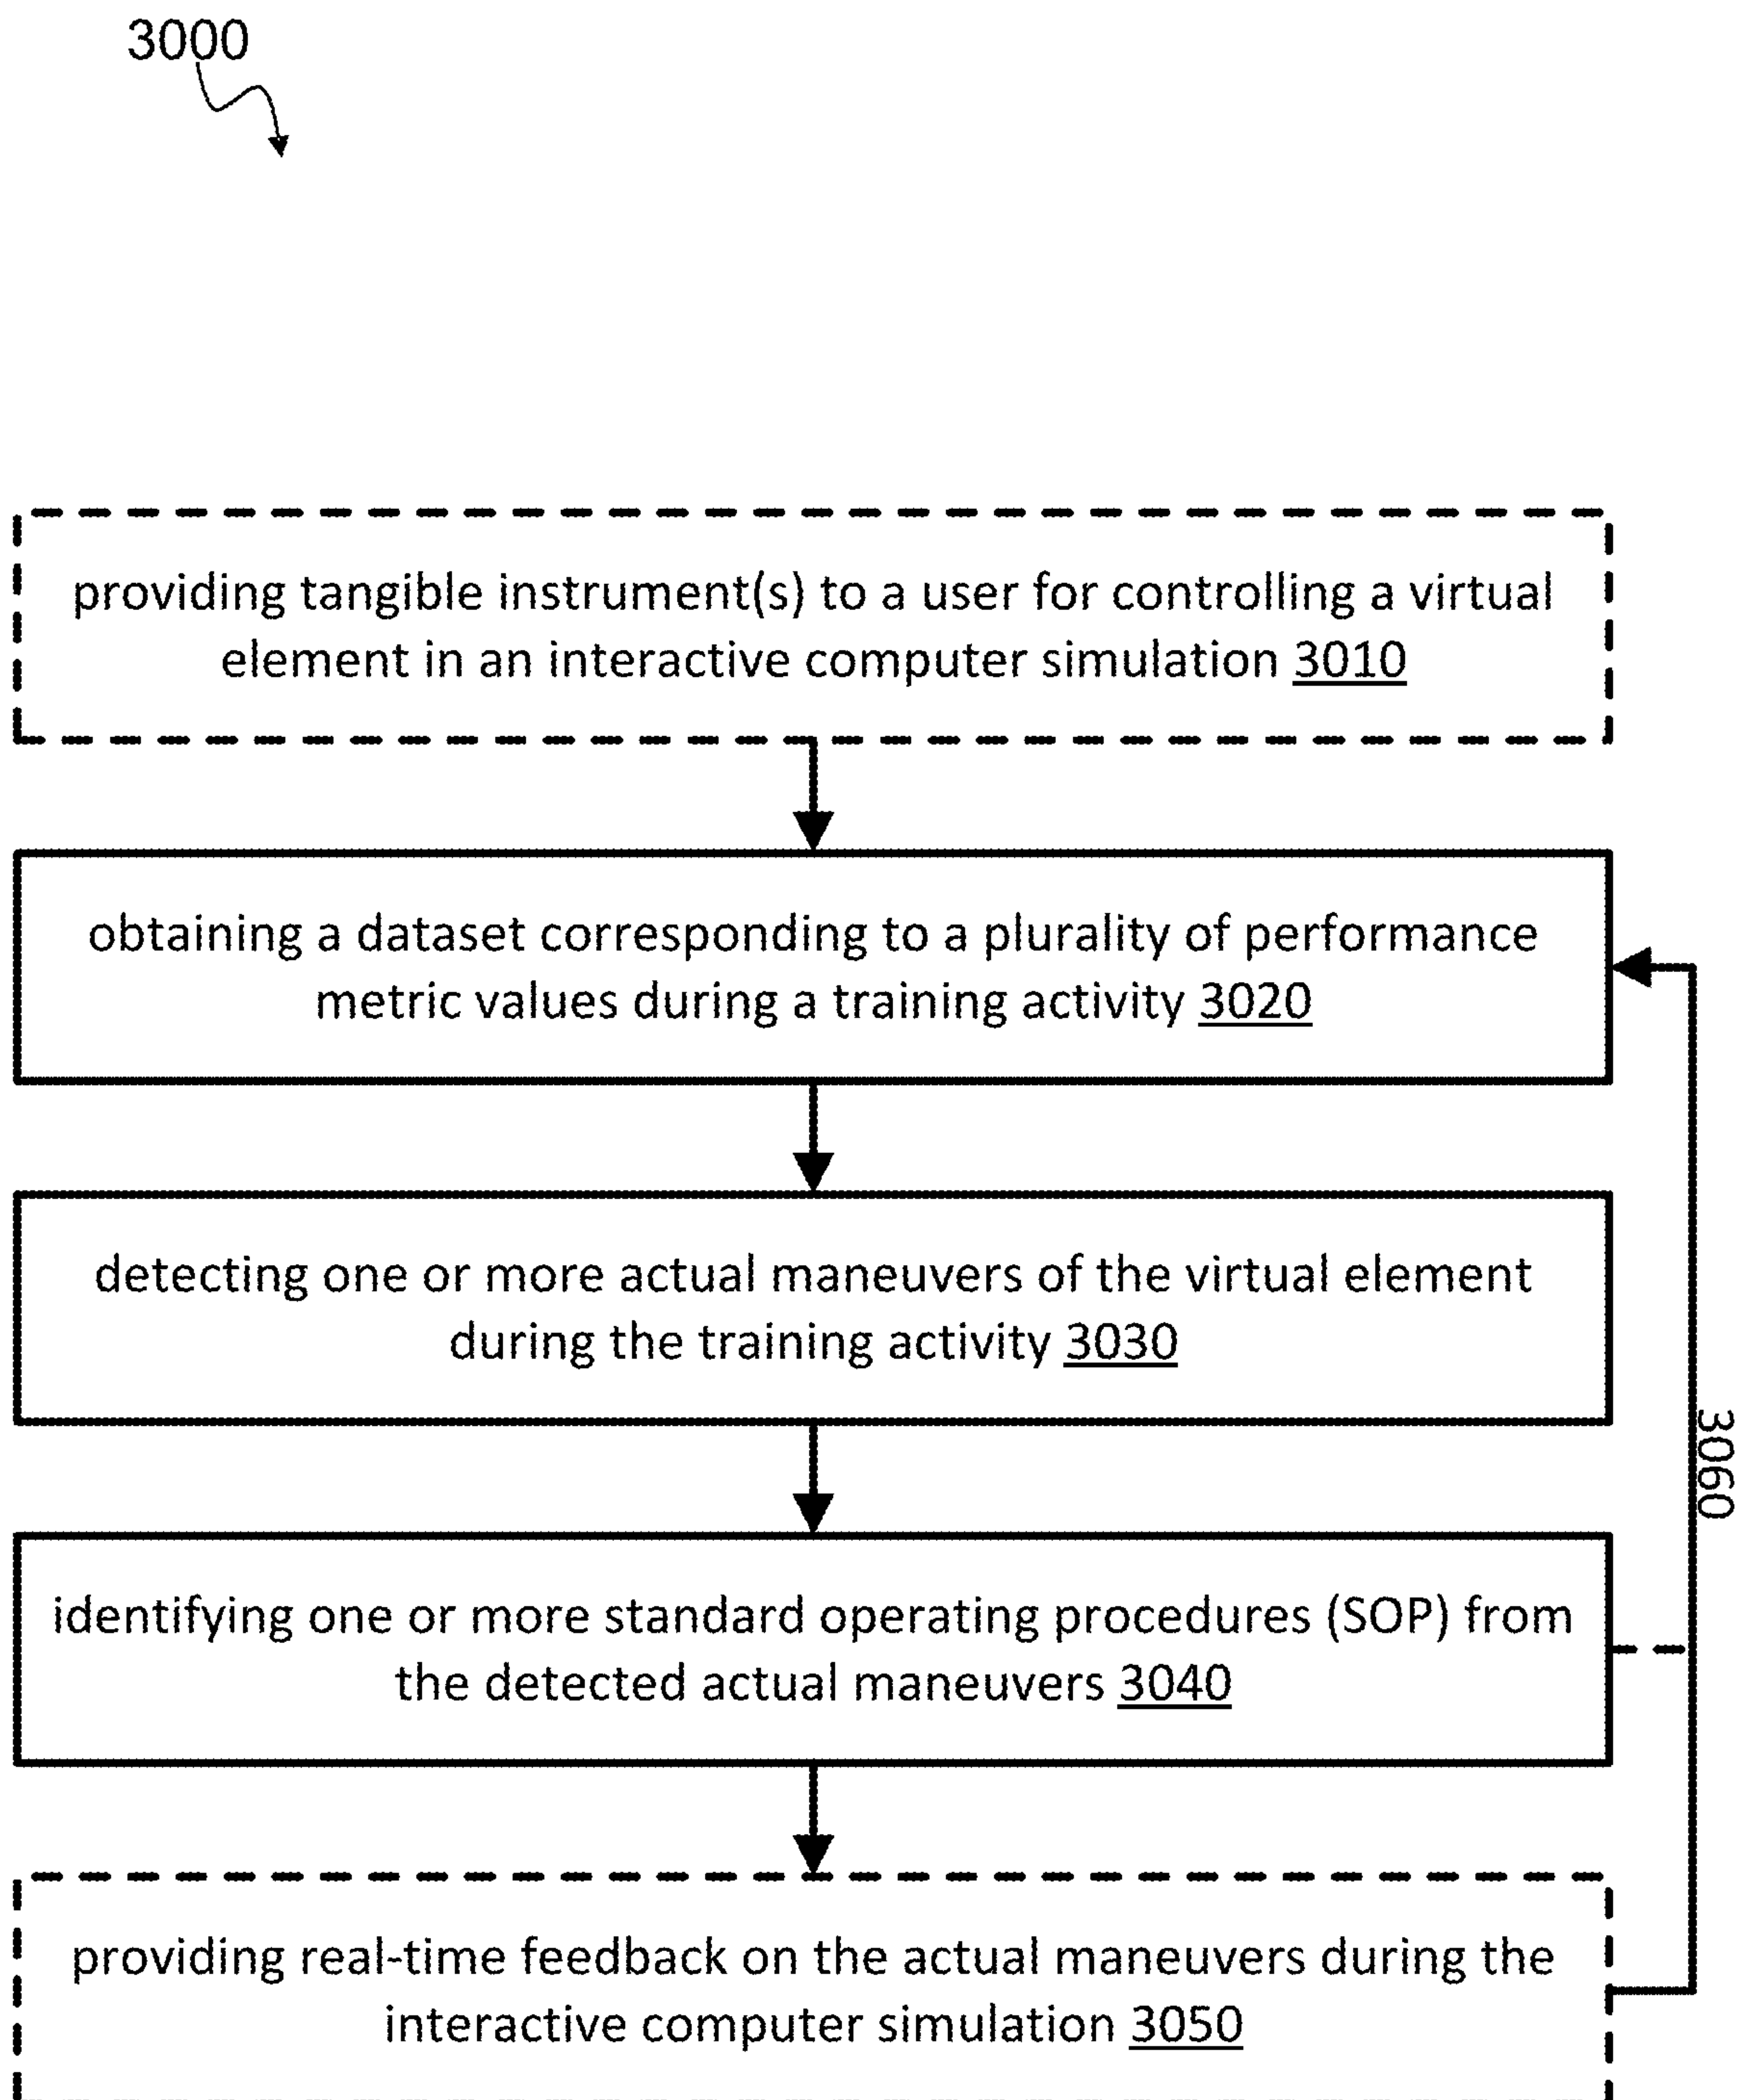 3000
providing tangible instrument(s) to a user for controlling a virtual
element in an interactive computer simulation 3010
obtaining a dataset corresponding to a plurality of performance
metric values during a training activity 3020
detecting one or more actual maneuvers of the virtual element
during the training activity 3030
3060
identifying one or more standard operating procedures (SOP) from
the detected actual maneuvers 3040
providing real-time feedback on the actual maneuvers during the
interactive computer simulation 3050